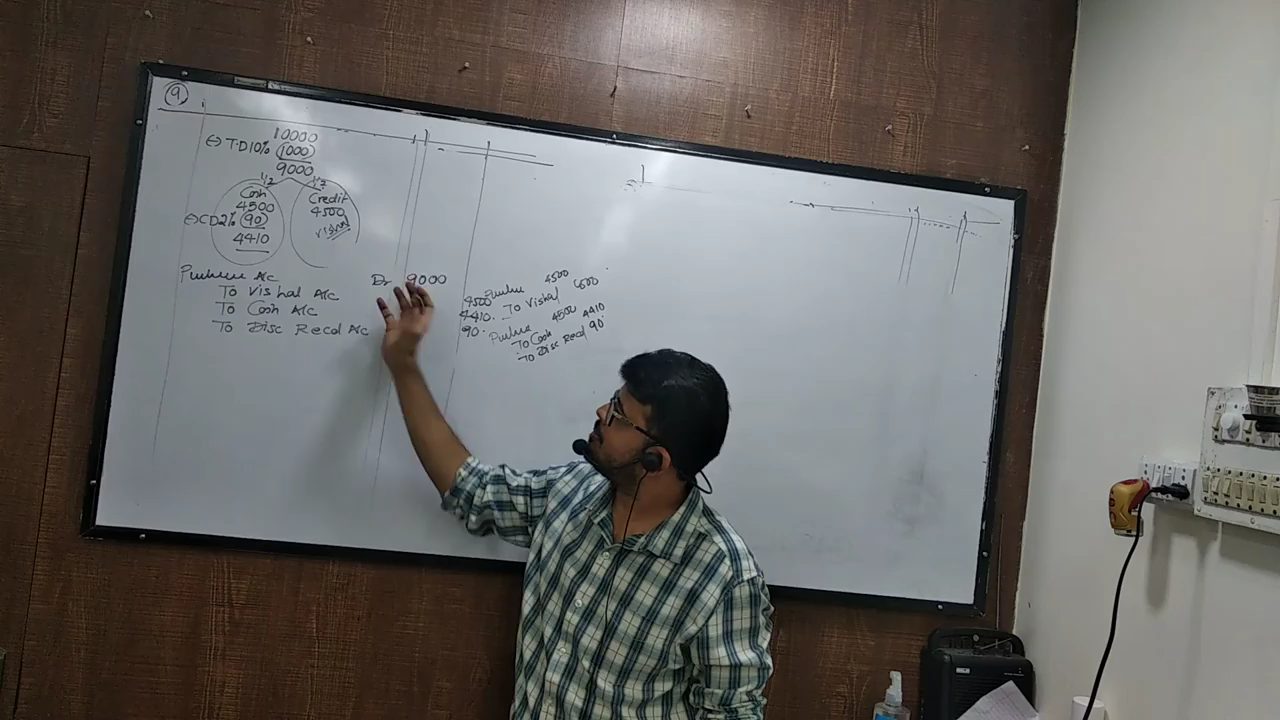 9
10000
(-) T.D 10% (1000)
9000
1/2 1/2
Cash
4500
(-) CD 2% (90)
4410
Credit
4500
Vishal
Purchase A/c Dr 9000
To Vishal A/c 4500
To Cash A/c 4410.
To Disc Recd A/c 90.
Purchase 4500
To Vishal 4500
Purchase 4500
To Cash 4410
To Disc Recd 90